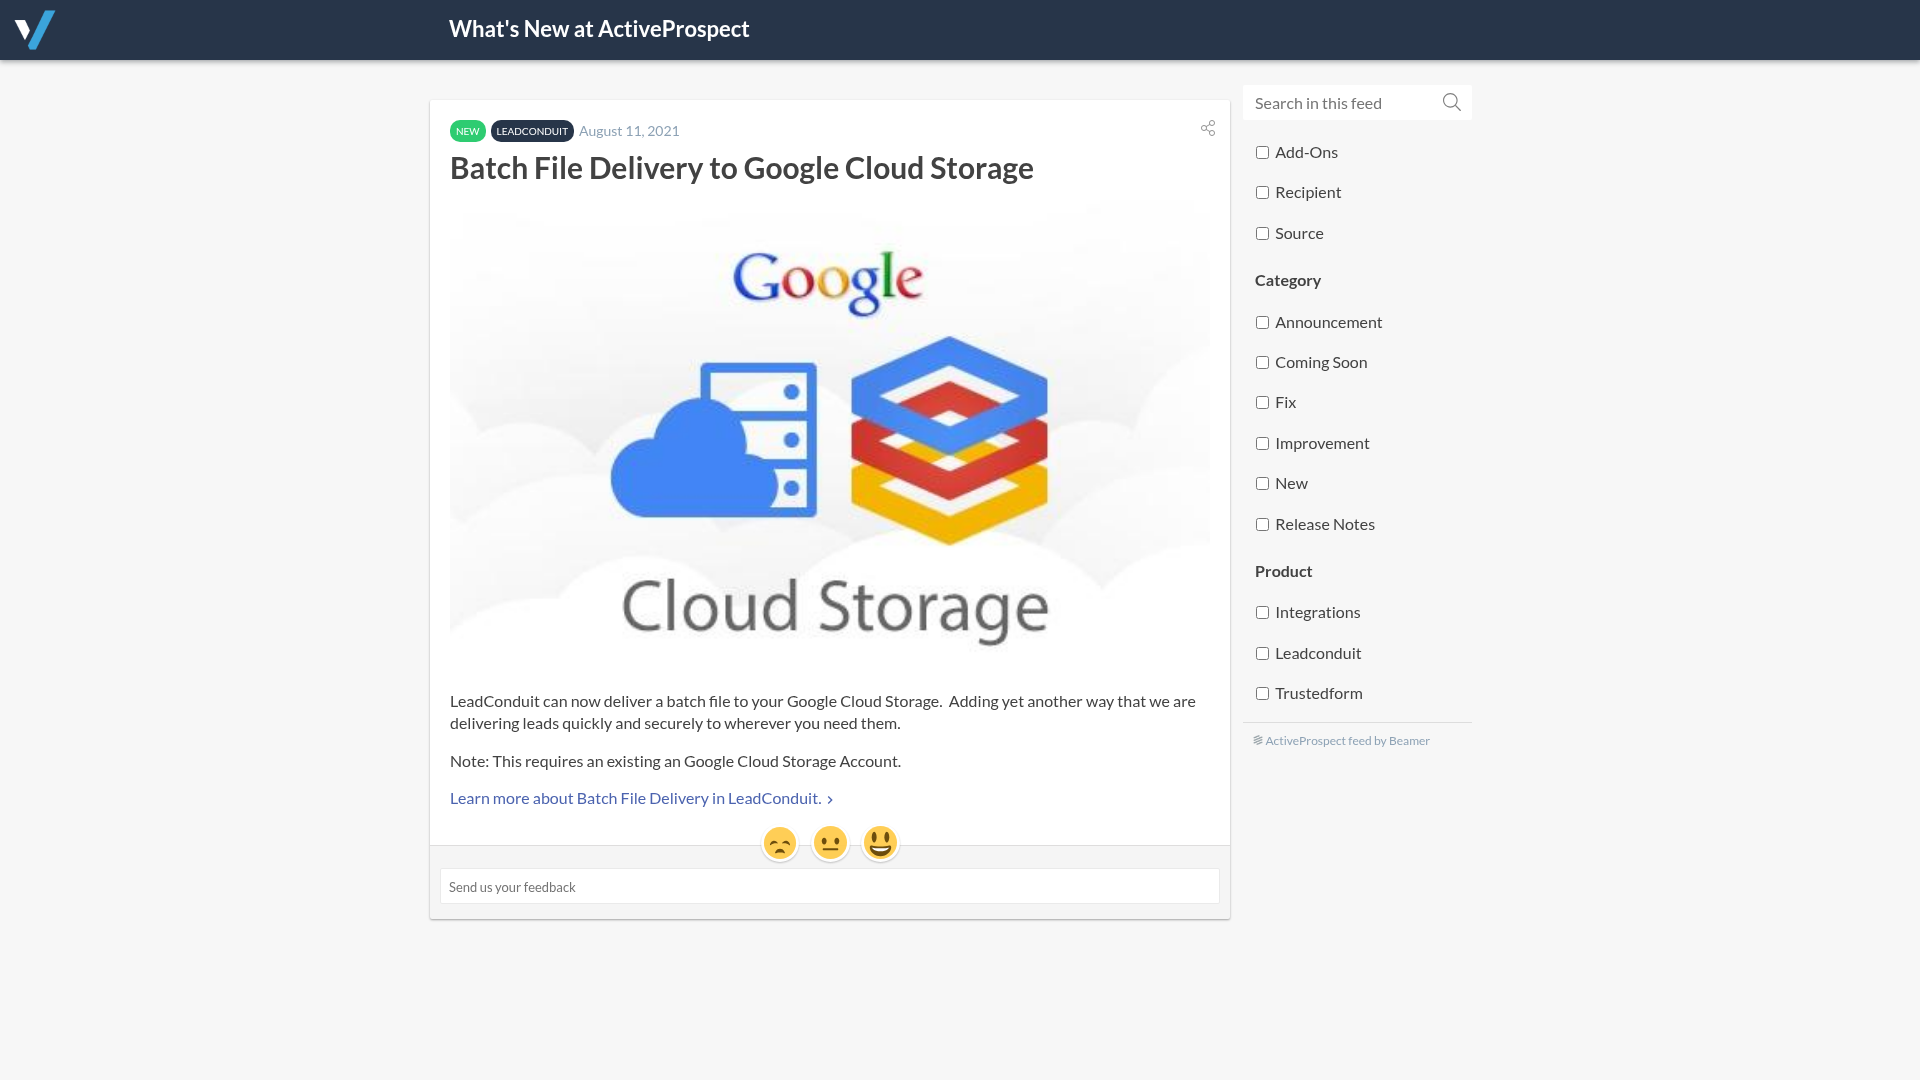 What's New at ActiveProspect
NEW LEADCONDUIT August 11, 2021
Batch File Delivery to Google Cloud Storage
Google
Cloud Storage
LeadConduit can now deliver a batch file to your Google Cloud Storage.  Adding yet another way that we are
delivering leads quickly and securely to wherever you need them.
Note: This requires an existing an Google Cloud Storage Account.
Learn more about Batch File Delivery in LeadConduit.
Send us your feedback
Search in this feed
Add-Ons
Recipient
Source
Category
Announcement
Coming Soon
Fix
Improvement
New
Release Notes
Product
Integrations
Leadconduit
Trustedform
ActiveProspect feed by Beamer